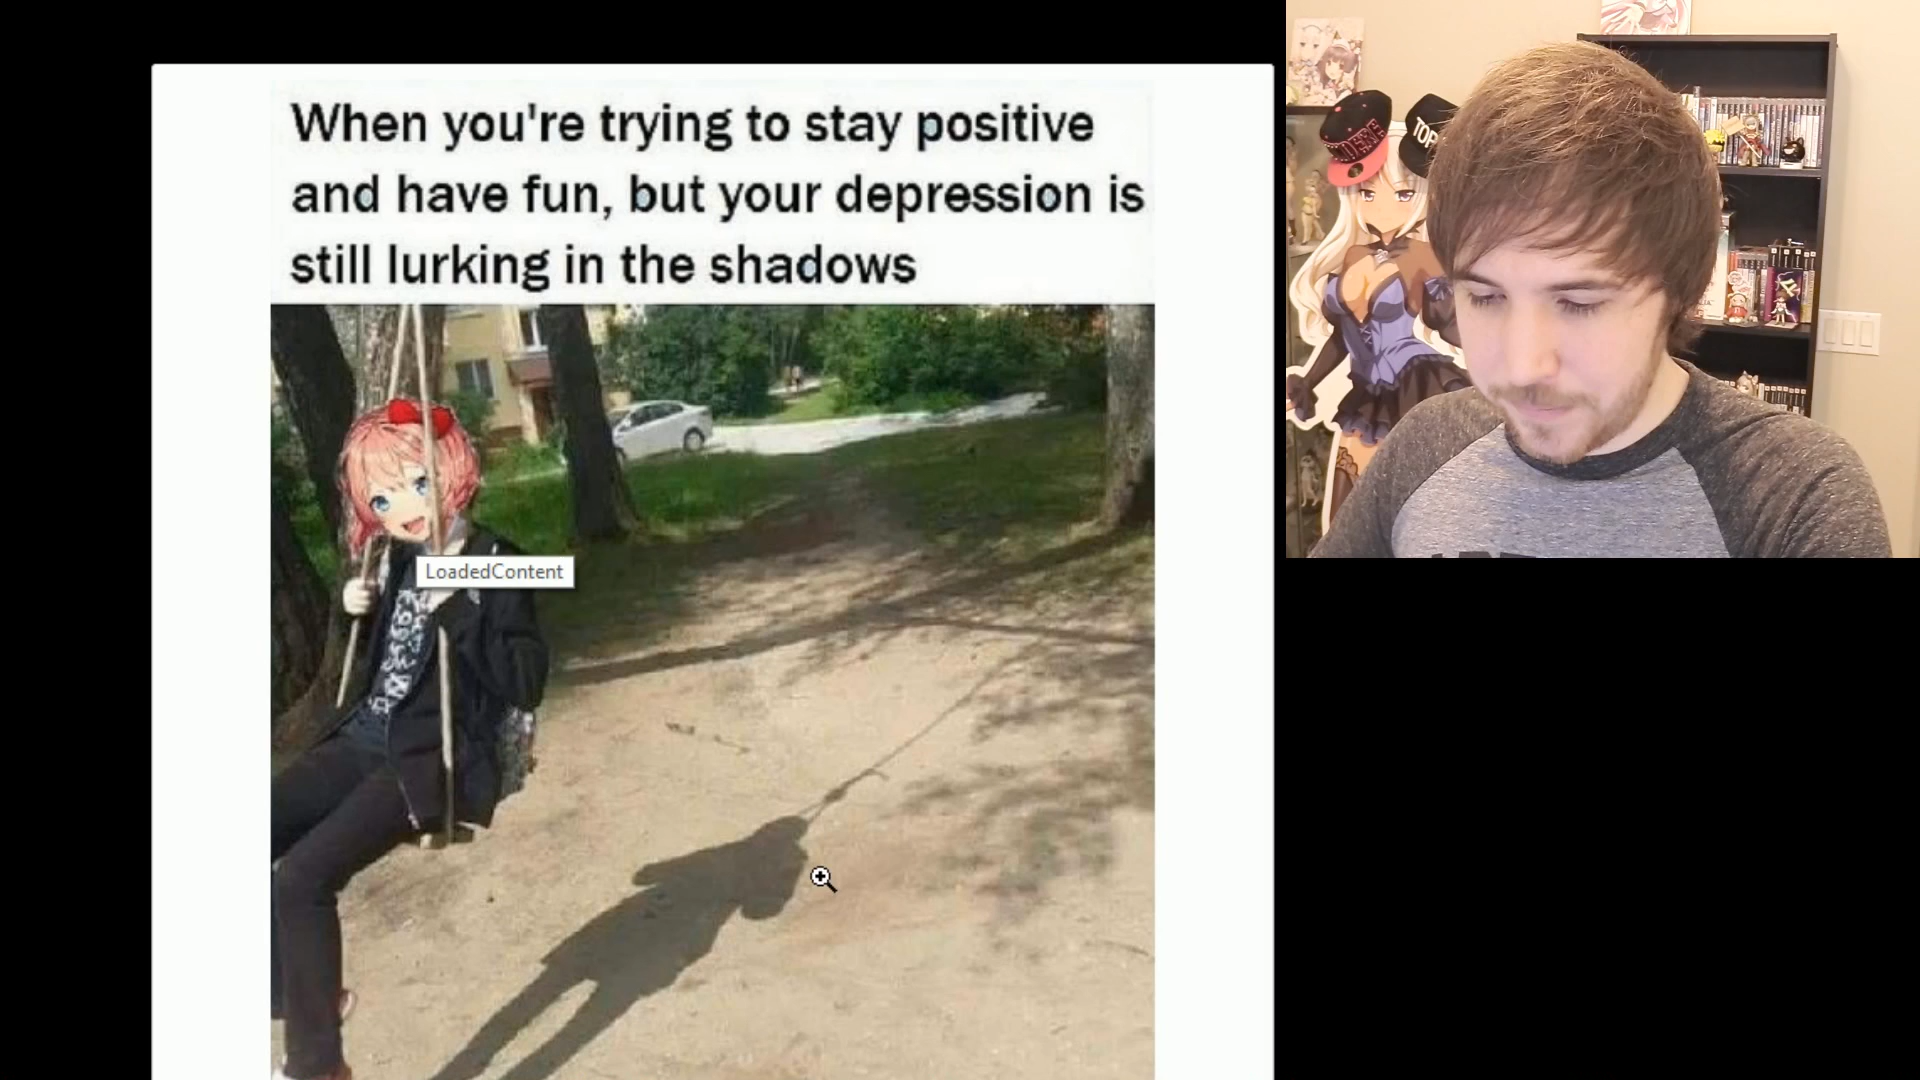 When you're trying to stay positive
and have fun, but your depression is
still lurking in the shadows
LoadedContent
TOP